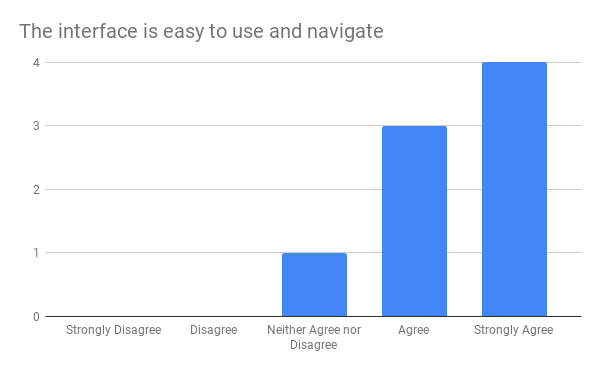 The interface is easy to use and navigate
4
3
2
1
0
Strongly Disagree
Disagree
Neither Agree nor
Disagree
Agree
Strongly Agree